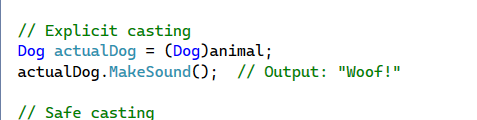 // Explicit casting
Dog actualDog = (Dog)animal;
actualDog.MakeSound();  // Output: "Woof!"
// Safe casting